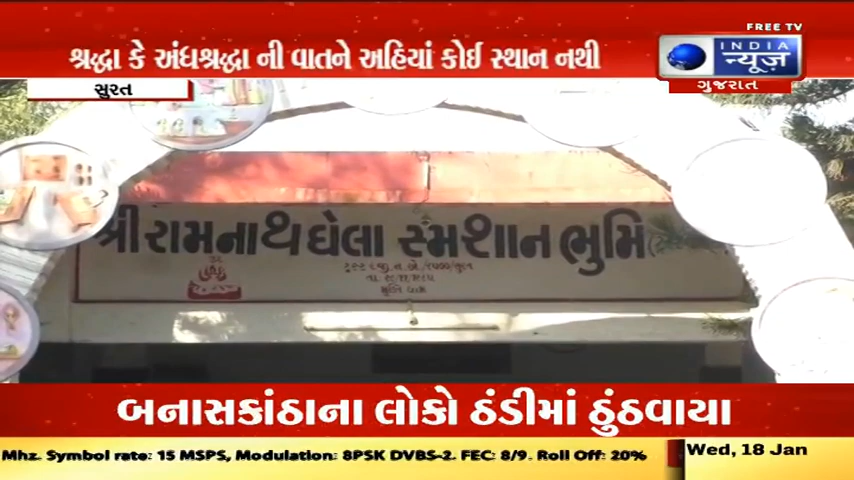 FREE TV
શ્રદ્ધા કે અંધશ્રદ્ધા ની વાતને અહિયાં કોઈ સ્થાન નથી
INDIA
न्यूज़
ગુજરાત
સુરત
શ્રી રામનાથ ઘેલા સ્મશાન ભુમિ
બનાસકાંઠાના લોકો ઠંડીમાં ઠુંઠવાયા
Mhz. Symbol rate: 15 MSPS, Modulation: 8PSK DVBS-2. FEC: 8/9. Roll Off: 20%
Wed, 18 Jan